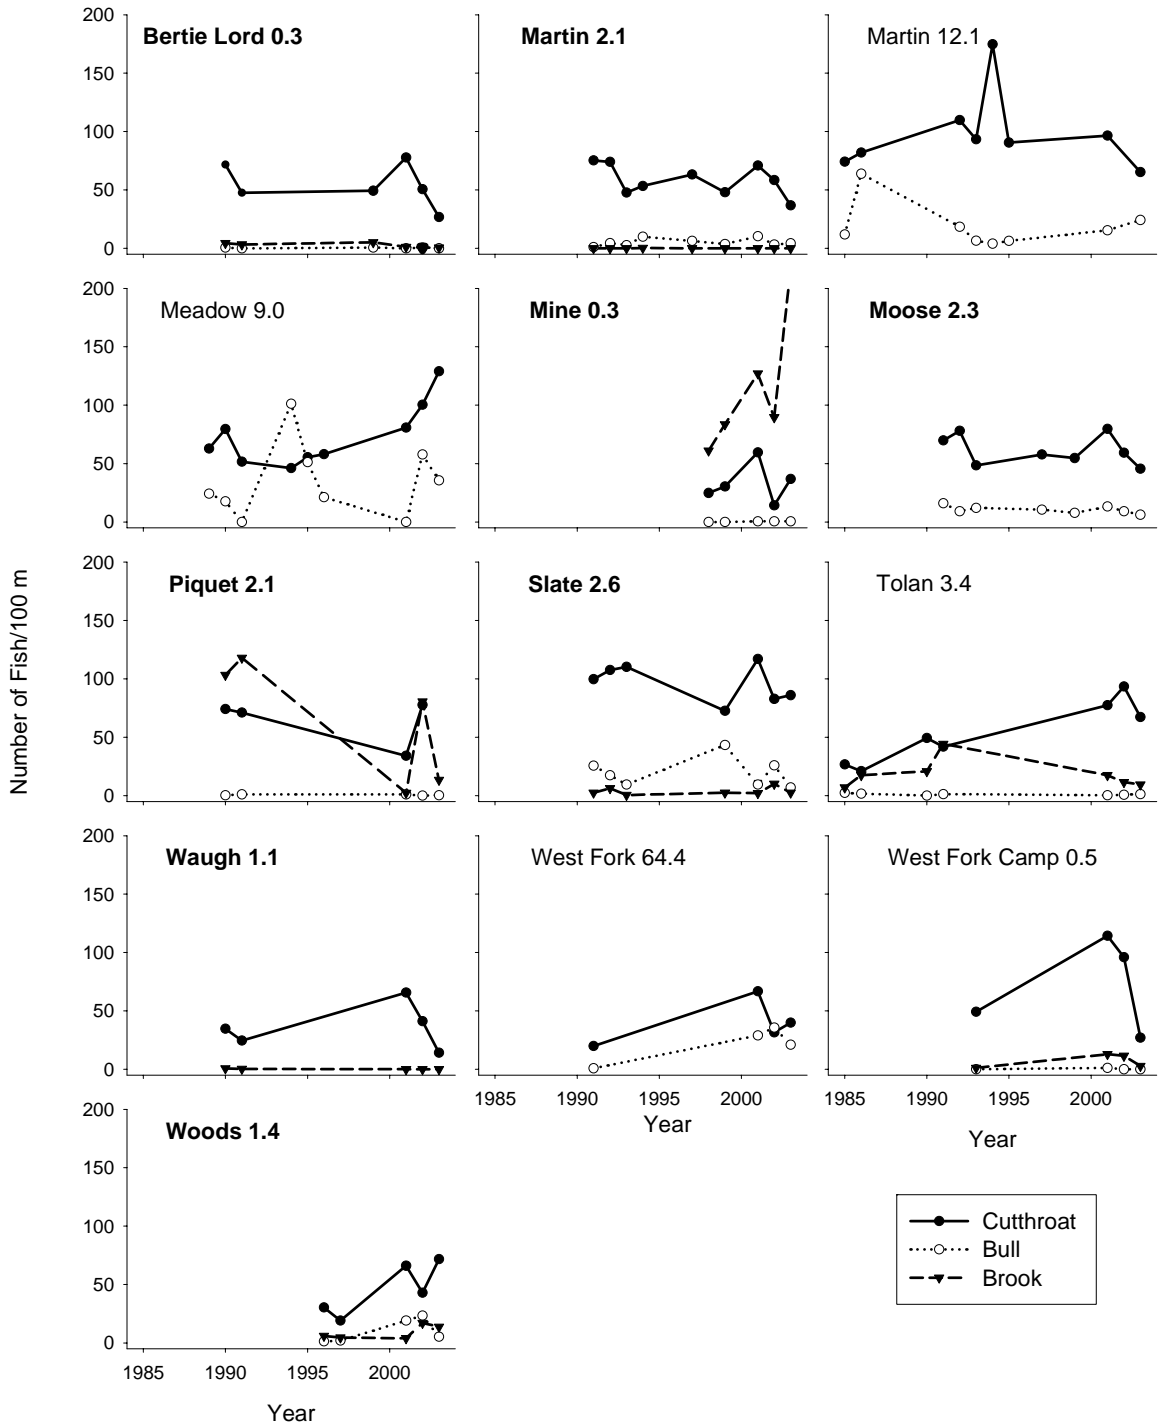 200
150
100
50
0
Bertie Lord 0.3
Martin 2.1
Martin 12.1
200
150
100
50
0
1985
1990
1995
2000
Meadow 9.0
Mine 0.3
Moose 2.3
Number of Fish/100 m
200
150
100
50
0
Piquet 2.1
Slate 2.6
Tolan 3.4
200
150
100
50
0
Waugh 1.1
West Fork 64.4
West Fork Camp 0.5
1985 1990 1995 2000
Year
1985 1990 1995 2000
Year
200
150
100
50
0
Woods 1.4
1985 1990 1995 2000
Year
Cutthroat
Bull
Brook